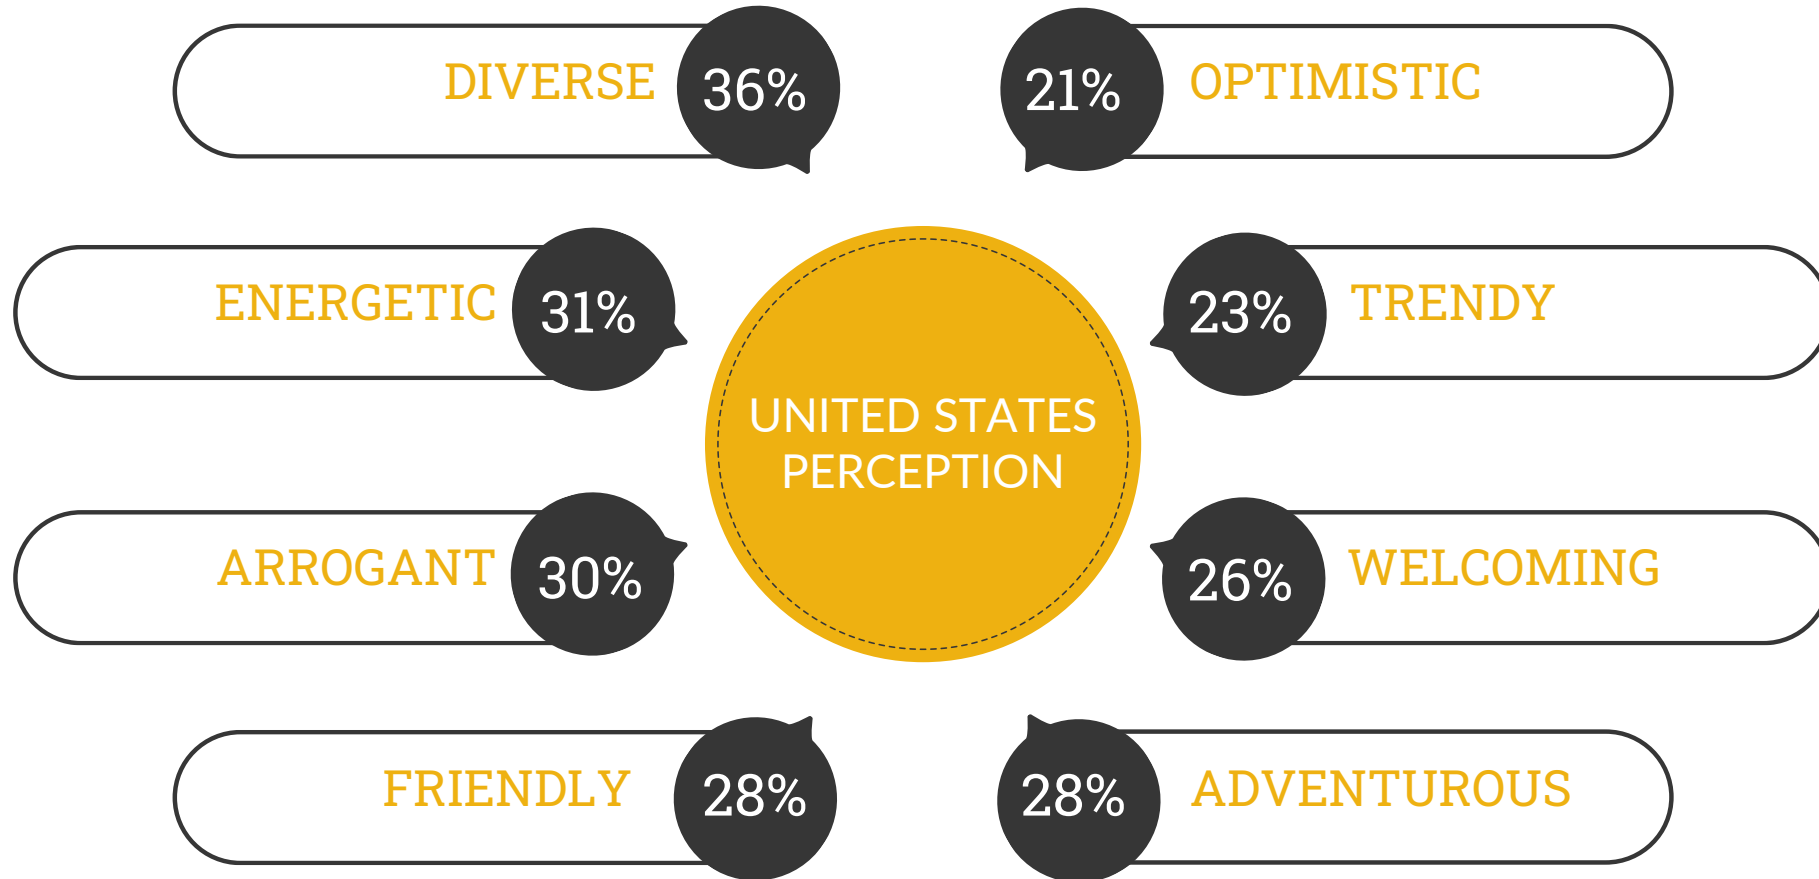 DIVERSE 36%
21% OPTIMISTIC
ENERGETIC 31%
23% TRENDY
UNITED STATES
PERCEPTION
ARROGANT 30%
26% WELCOMING
FRIENDLY 28%
28% ADVENTUROUS